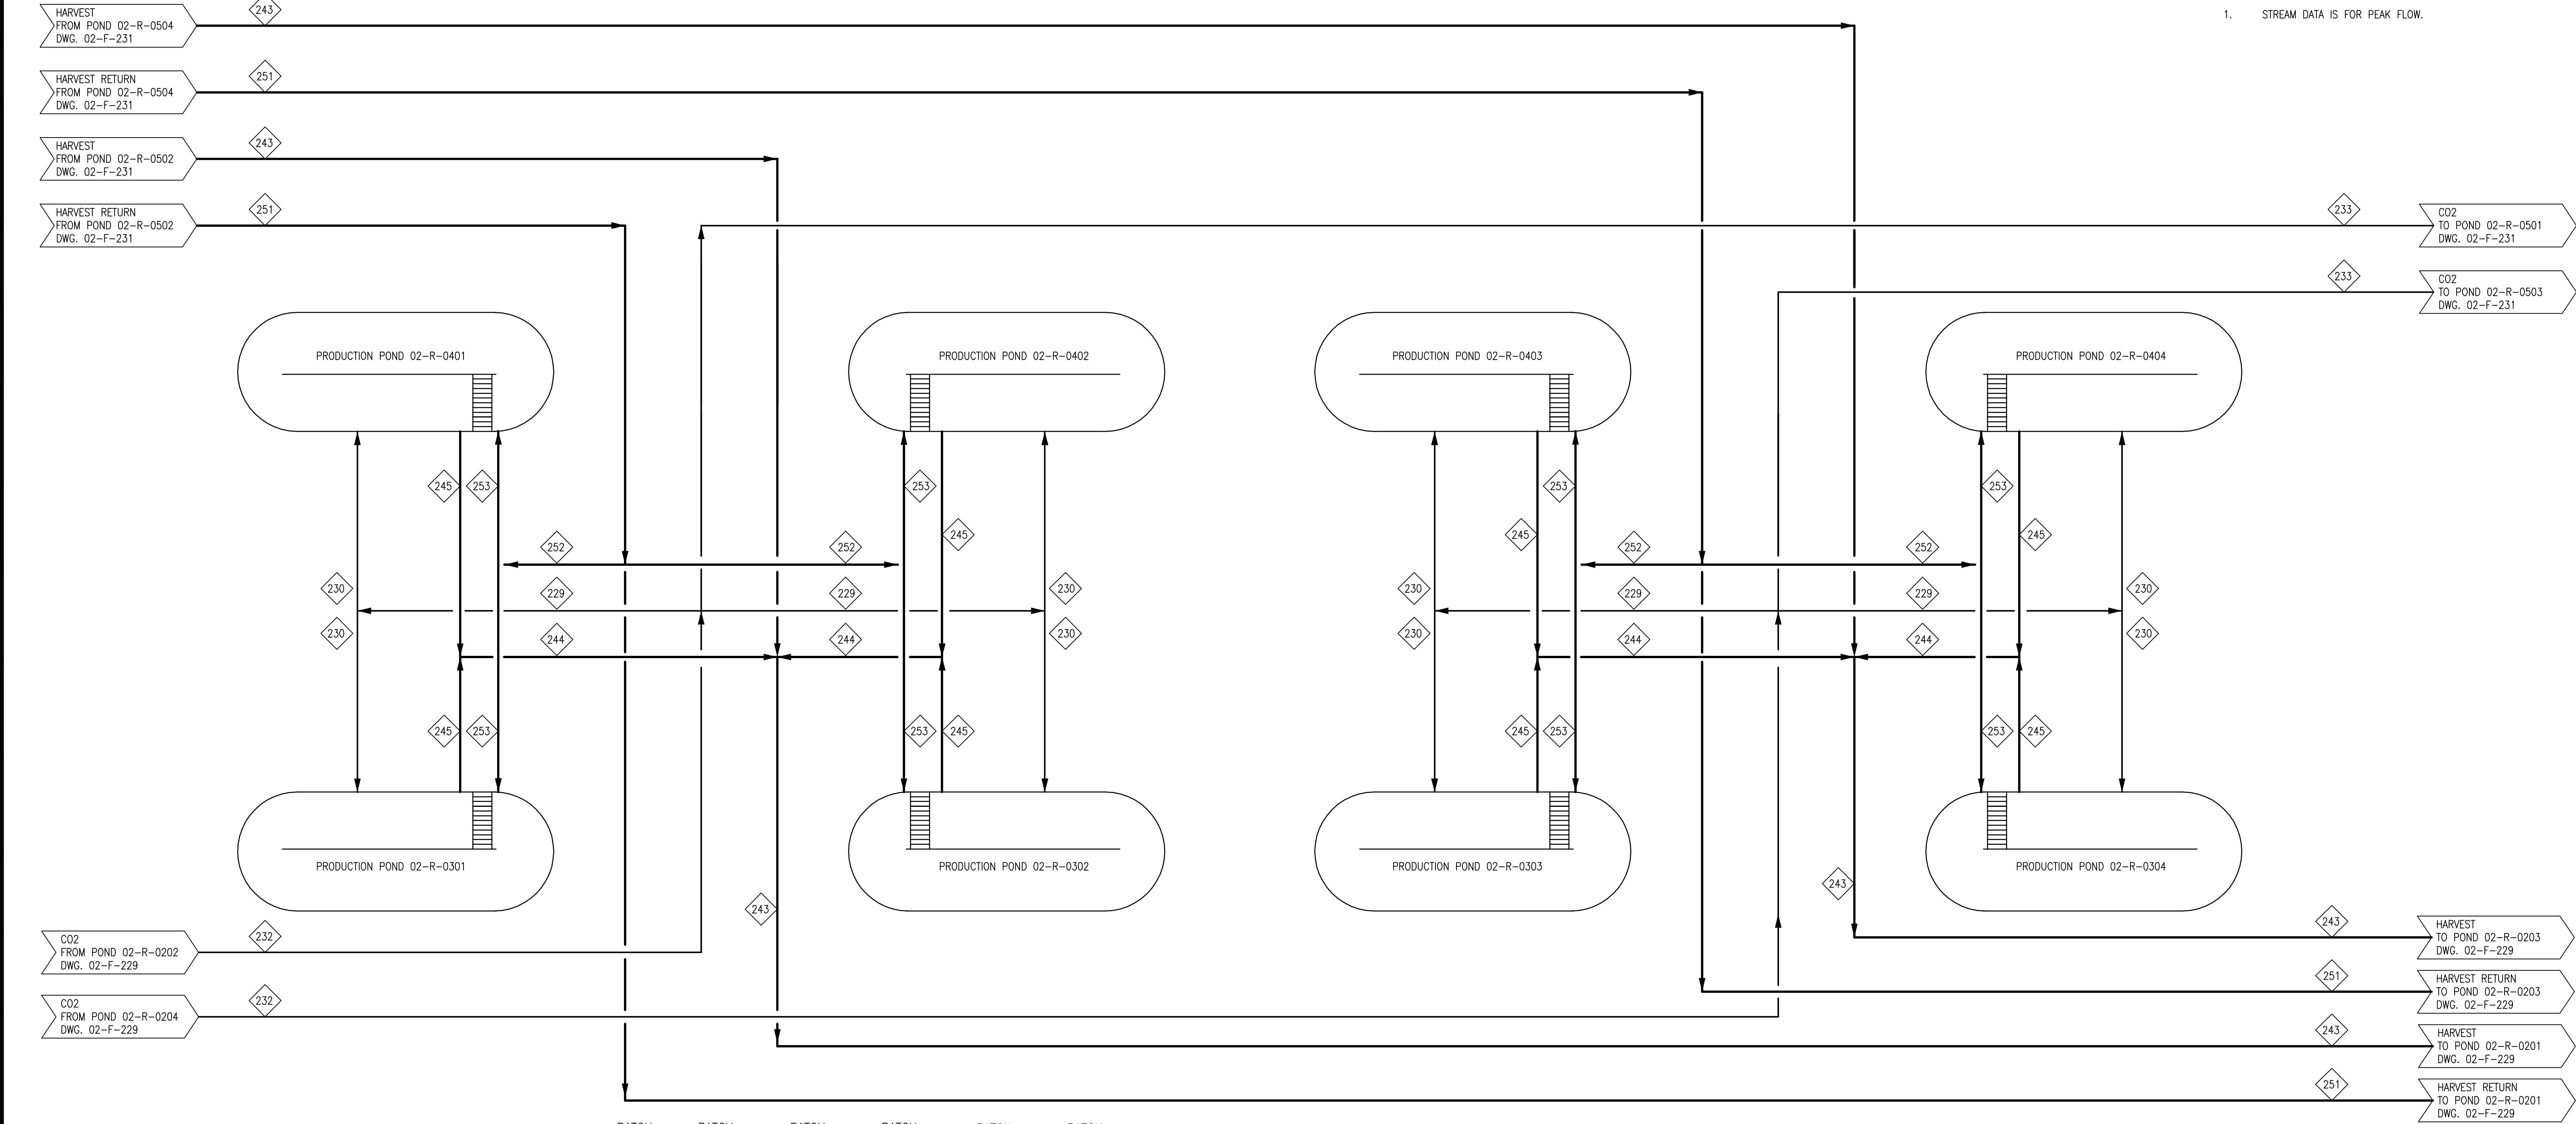 HARVEST
FROM POND 02-R-0504
DWG. 02-F-231
243
1. STREAM DATA IS FOR PEAK FLOW.
HARVEST RETURN
FROM POND 02-R-0504
DWG. 02-F-231
251
HARVEST
FROM POND 02-R-0502
DWG. 02-F-231
243
HARVEST RETURN
FROM POND 02-R-0502
DWG. 02-F-231
251
233
CO2
TO POND 02-R-0501
DWG. 02-F-231
233
CO2
TO POND 02-R-0503
DWG. 02-F-231
PRODUCTION POND 02-R-0401
PRODUCTION POND 02-R-0402
PRODUCTION POND 02-R-0403
PRODUCTION POND 02-R-0404
245 253 253 253 253
245 245 245
252 252 252 252
230 229 229 230 230 229 229 230
230 244 244 230 230 244 244 230
245 253 253 245 245 253 253 245
PRODUCTION POND 02-R-0301
PRODUCTION POND 02-R-0302
PRODUCTION POND 02-R-0303
PRODUCTION POND 02-R-0304
243
243
CO2
FROM POND 02-R-0202
DWG. 02-F-229
232
CO2
FROM POND 02-R-0204
DWG. 02-F-229
232
243
HARVEST
TO POND 02-R-0203
DWG. 02-F-229
251
HARVEST RETURN
TO POND 02-R-0203
DWG. 02-F-229
243
HARVEST
TO POND 02-R-0201
DWG. 02-F-229
251
HARVEST RETURN
TO POND 02-R-0201
DWG. 02-F-229